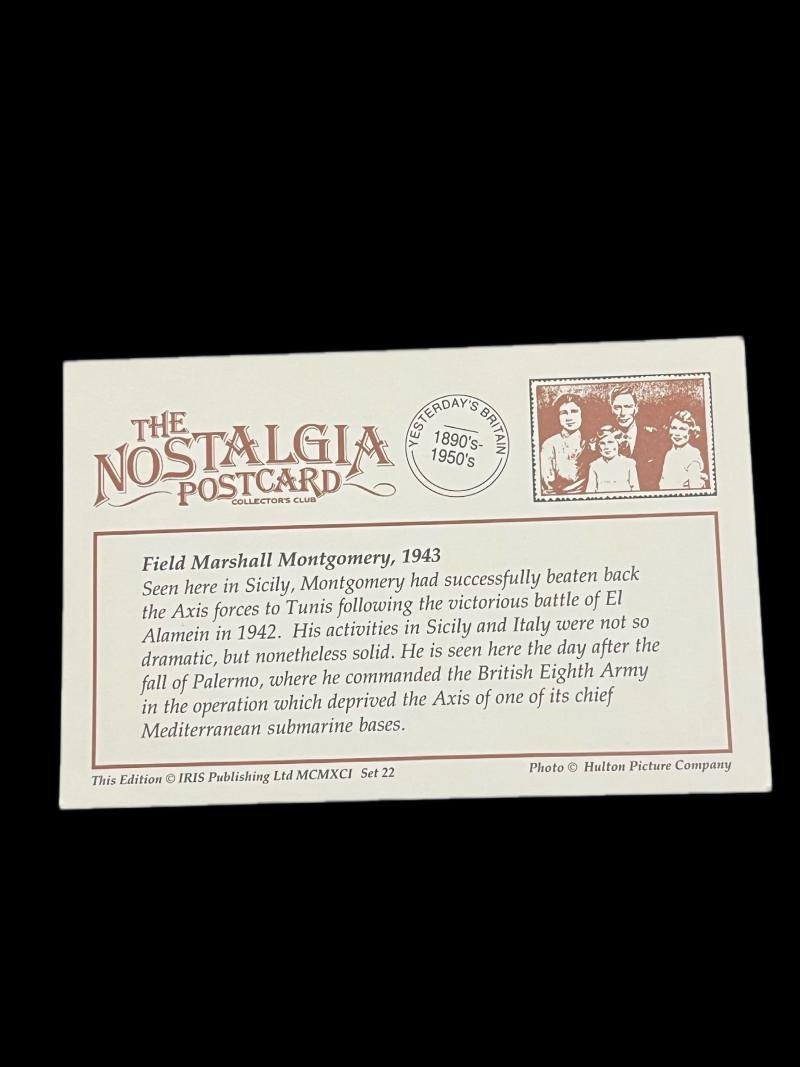 THE
NOSTALGIA
POSTCARD
COLLECTOR'S CLUB
YESTERDAY'S BRITAIN
1890's-
1950's
Field Marshall Montgomery, 1943
Seen here in Sicily, Montgomery had successfully beaten back
the Axis forces to Tunis following the victorious battle of El
Alamein in 1942. His activities in Sicily and Italy were not so
dramatic, but nonetheless solid. He is seen here the day after the
fall of Palermo, where he commanded the British Eighth Army
in the operation which deprived the Axis of one of its chief
Mediterranean submarine bases.
This Edition © IRIS Publishing Ltd MCMXCI Set 22
Photo © Hulton Picture Company